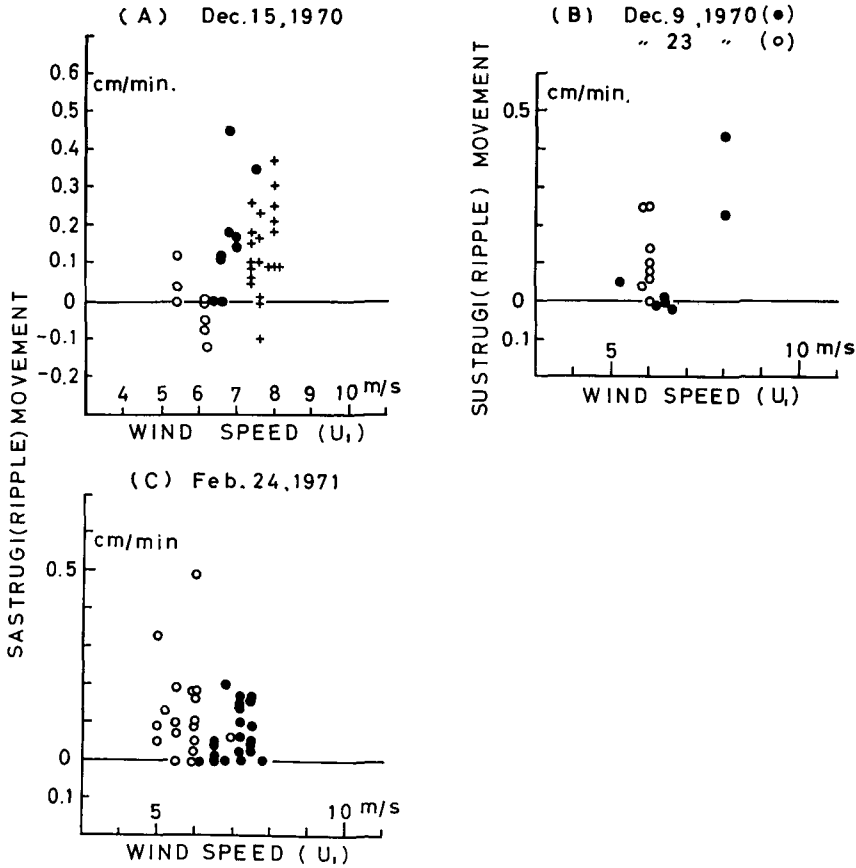 (A) Dec.15,1970
cm/min.
0.6
0.5
0.4
0.3
0.2
0.1
0
-0.1
-0.2
4 5 6 7 8 9 10 m/s
WIND SPEED (U₁)
(B) Dec.9,1970(●)
〃 23 〃 (○)
cm/min.
0.5
0
0.1
5 10 m/s
WIND SPEED (U₁)
SUSTRUGI(RIPPLE) MOVEMENT
SASTRUGI(RIPPLE)MOVEMENT
(C) Feb.24,1971
cm/min
0.5
0
0.1
5 10 m/s
WIND SPEED (U₁)